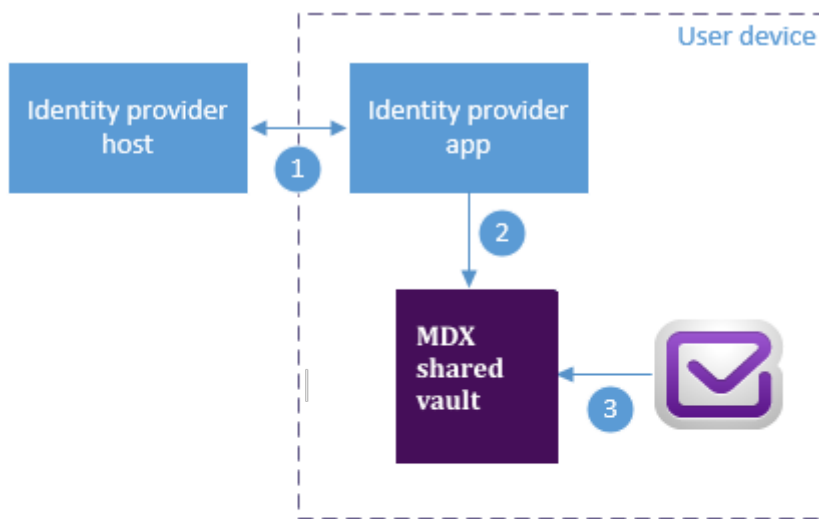 User device
Identity provider
host
Identity provider
app
1
2
MDX
shared
vault
3